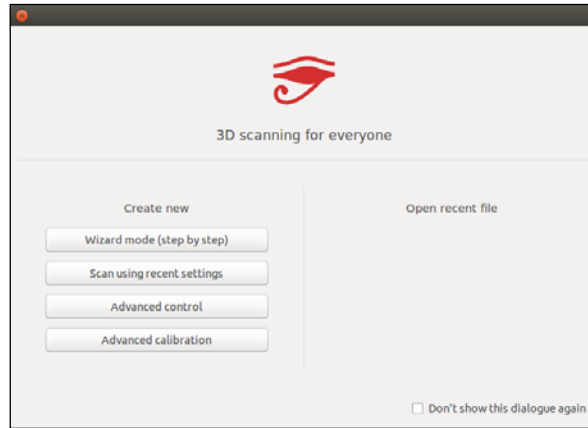 3D scanning for everyone
Create new
Wizard mode (step by step)
Scan using recent settings
Advanced control
Advanced calibration
Open recent file
Don't show this dialogue again